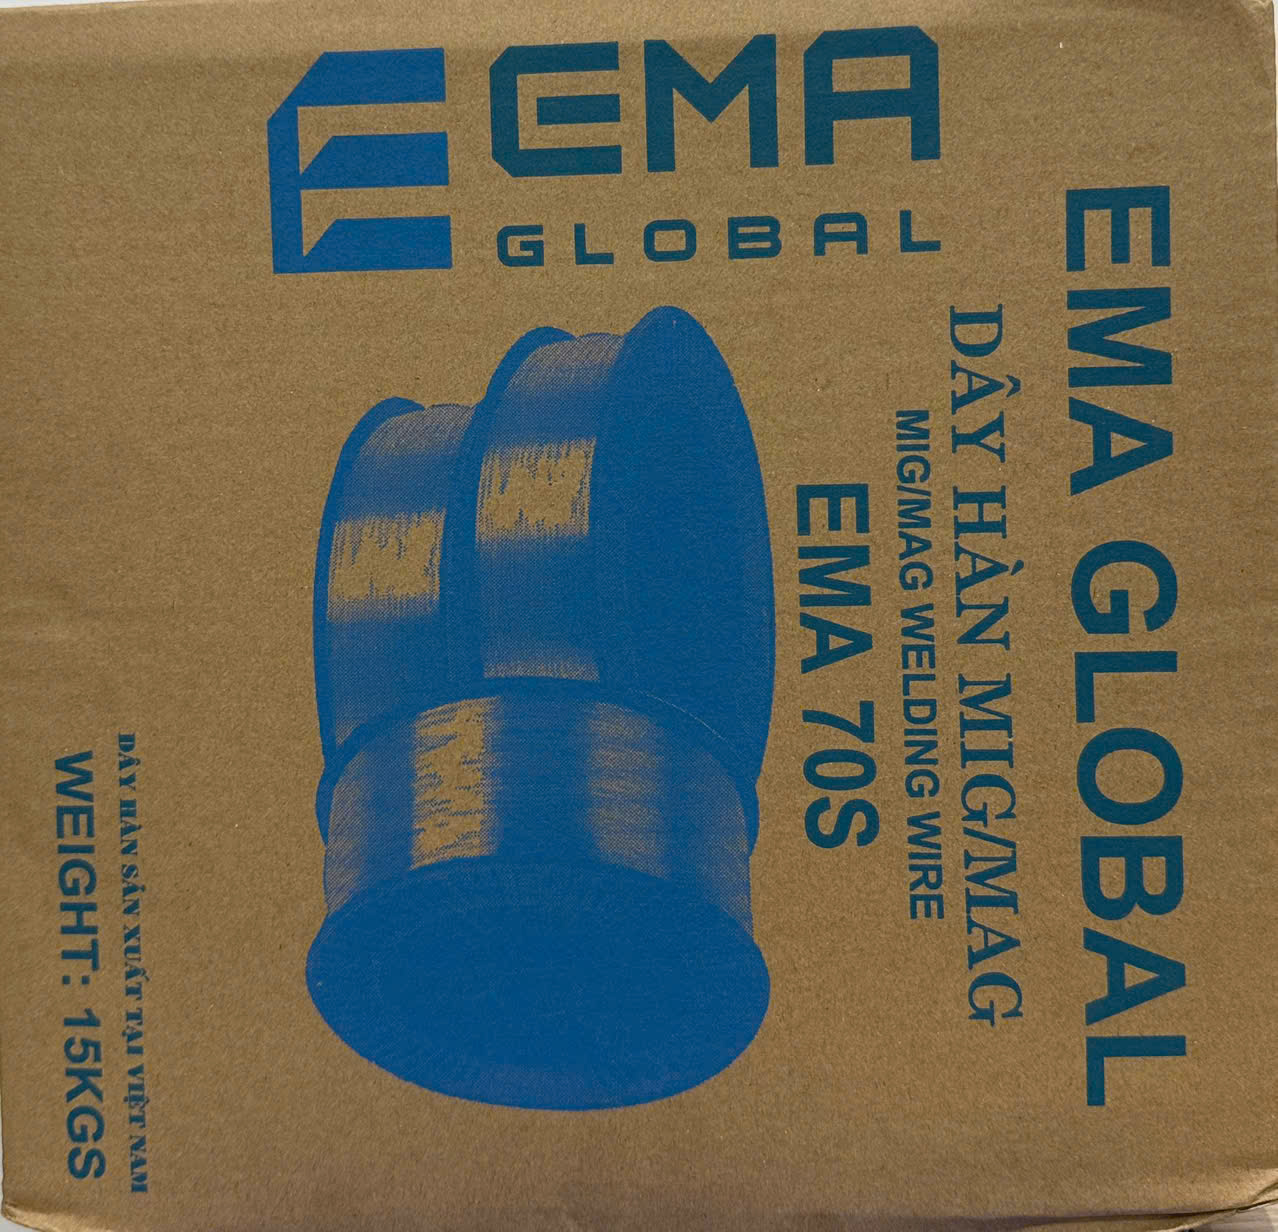 EMA GLOBAL
DÂY HÀN MIG/MAG
MIG/MAG WELDING WIRE
EMA 70S
EMA
GLOBAL
DÂY HÀN SẢN XUẤT TẠI VIỆT NAM
WEIGHT: 15KGS